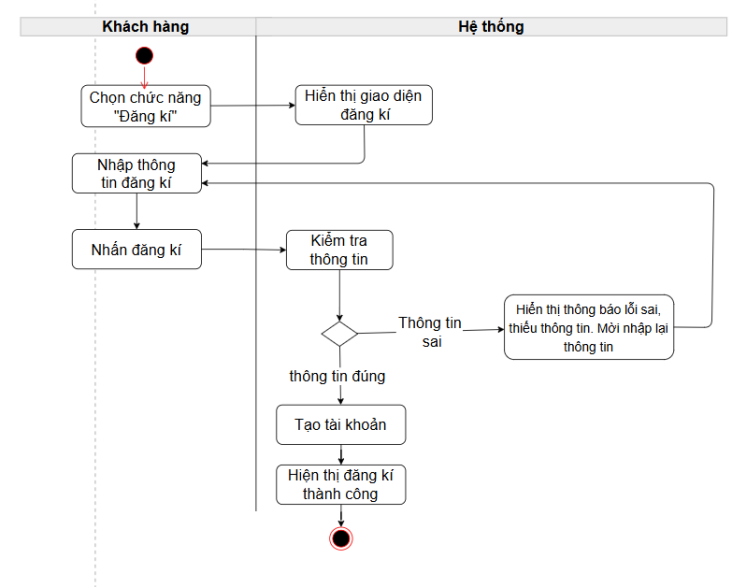 Khách hàng
Hệ thống
Chọn chức năng
"Đăng kí"
Hiển thị giao diện
đăng kí
Nhập thông
tin đăng kí
Nhấn đăng kí
Kiểm tra
thông tin
Thông tin
sai
Hiển thị thông báo lỗi sai,
thiếu thông tin. Mời nhập lại
thông tin
thông tin đúng
Tạo tài khoản
Hiện thị đăng kí
thành công